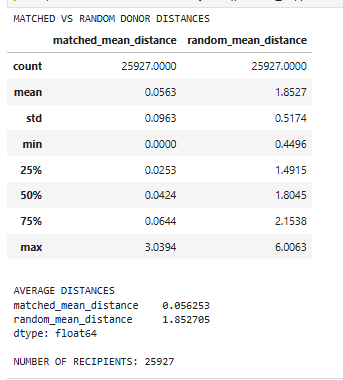 MATCHED VS RANDOM DONOR DISTANCES
matched_mean_distance random_mean_distance
count 25927.0000 25927.0000
mean 0.0563 1.8527
std 0.0963 0.5174
min 0.0000 0.4496
25% 0.0253 1.4915
50% 0.0424 1.8045
75% 0.0644 2.1538
max 3.0394 6.0063
AVERAGE DISTANCES
matched_mean_distance 0.056253
random_mean_distance 1.852705
dtype: float64
NUMBER OF RECIPIENTS: 25927